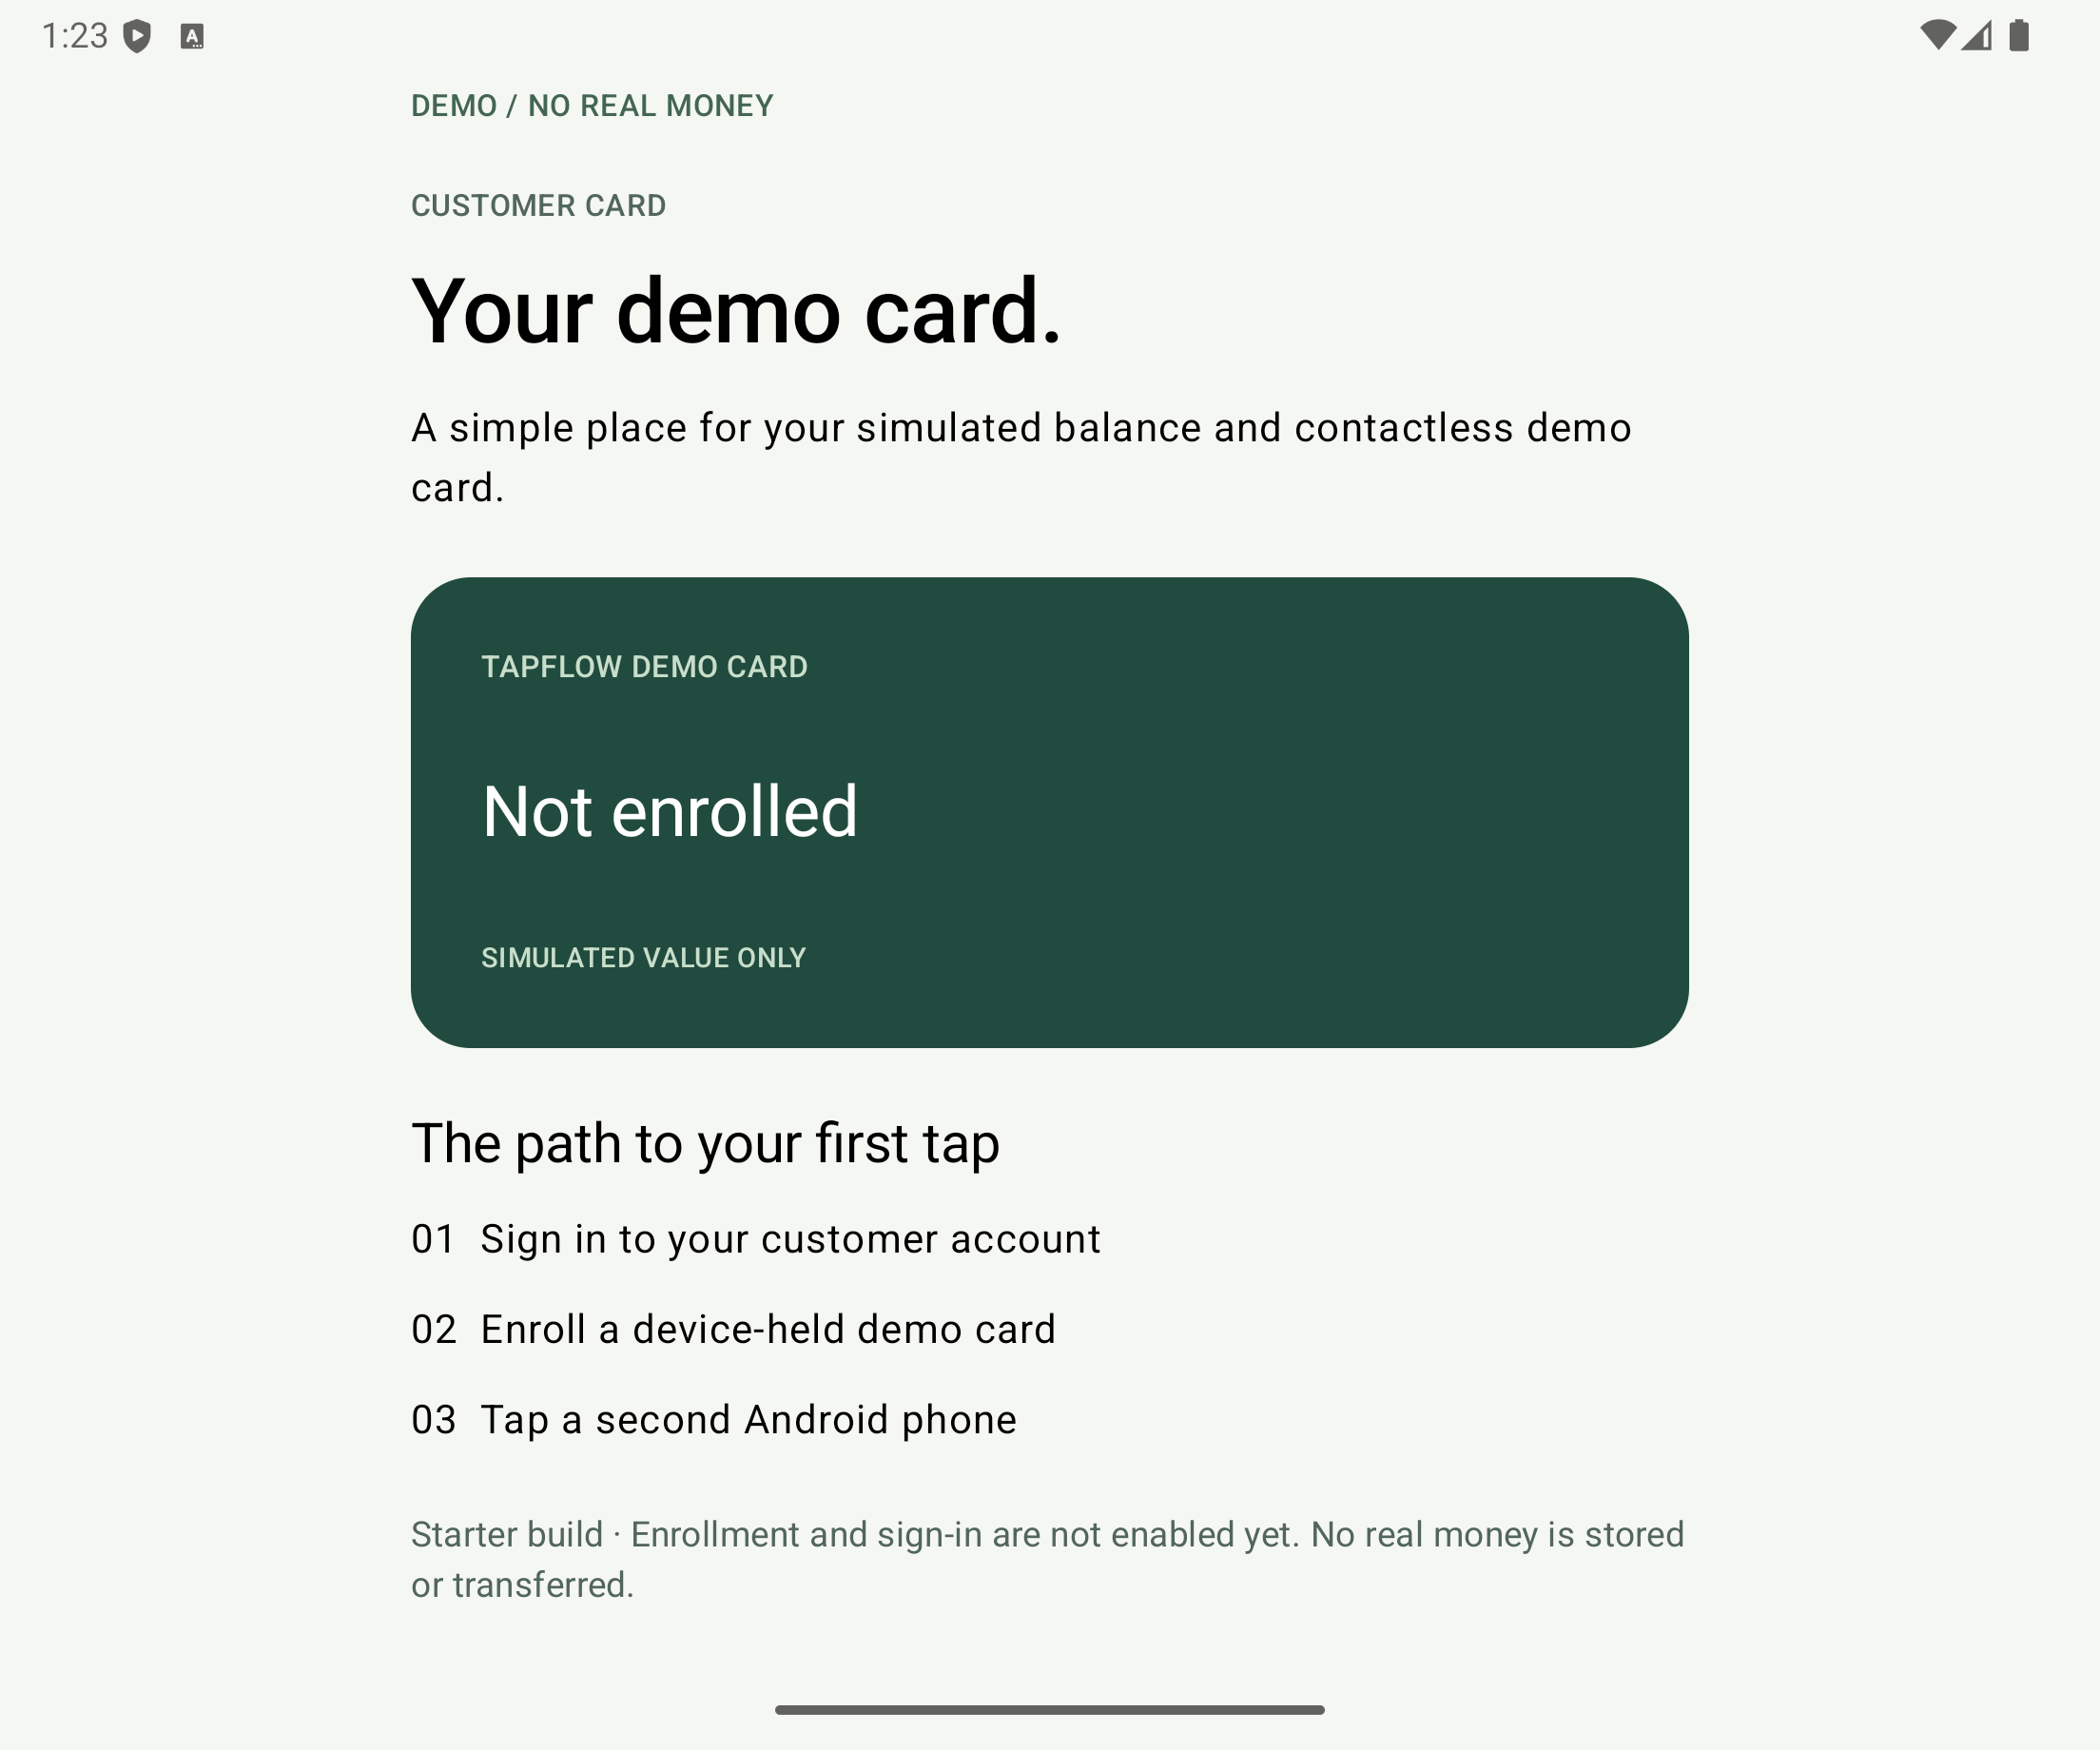 1:23
DEMO / NO REAL MONEY
CUSTOMER CARD
Your demo card.
A simple place for your simulated balance and contactless demo
card.
TAPFLOW DEMO CARD
Not enrolled
SIMULATED VALUE ONLY
The path to your first tap
01 Sign in to your customer account
02 Enroll a device-held demo card
03 Tap a second Android phone
Starter build · Enrollment and sign-in are not enabled yet. No real money is stored
or transferred.